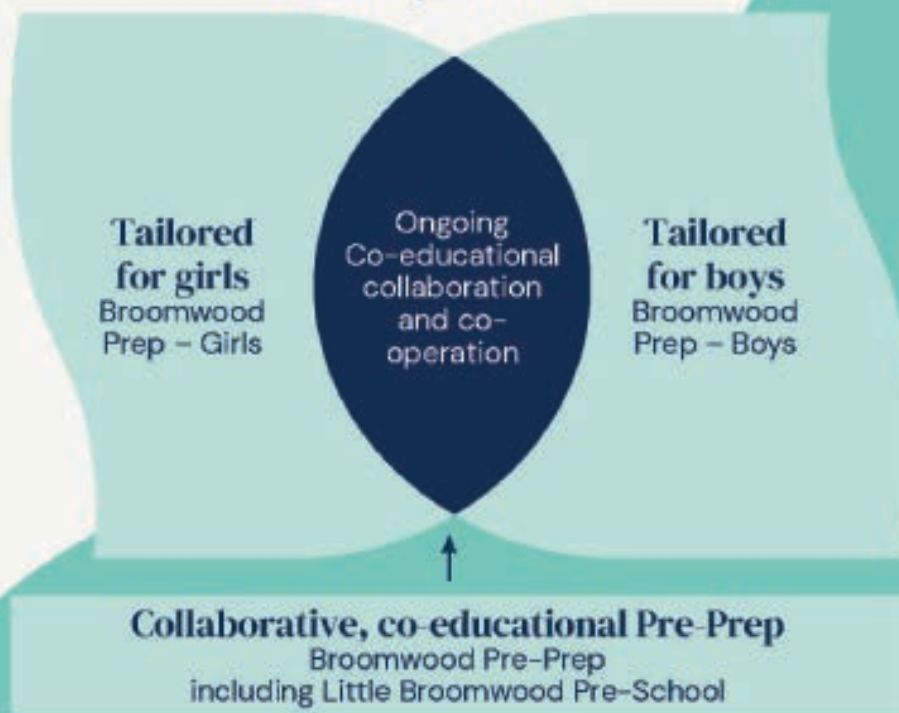 Tailored
for girls
Broomwood
Prep – Girls
Ongoing
Co-educational
collaboration
and co-
operation
Tailored
for boys
Broomwood
Prep – Boys
Collaborative, co-educational Pre-Prep
Broomwood Pre-Prep
including Little Broomwood Pre-School